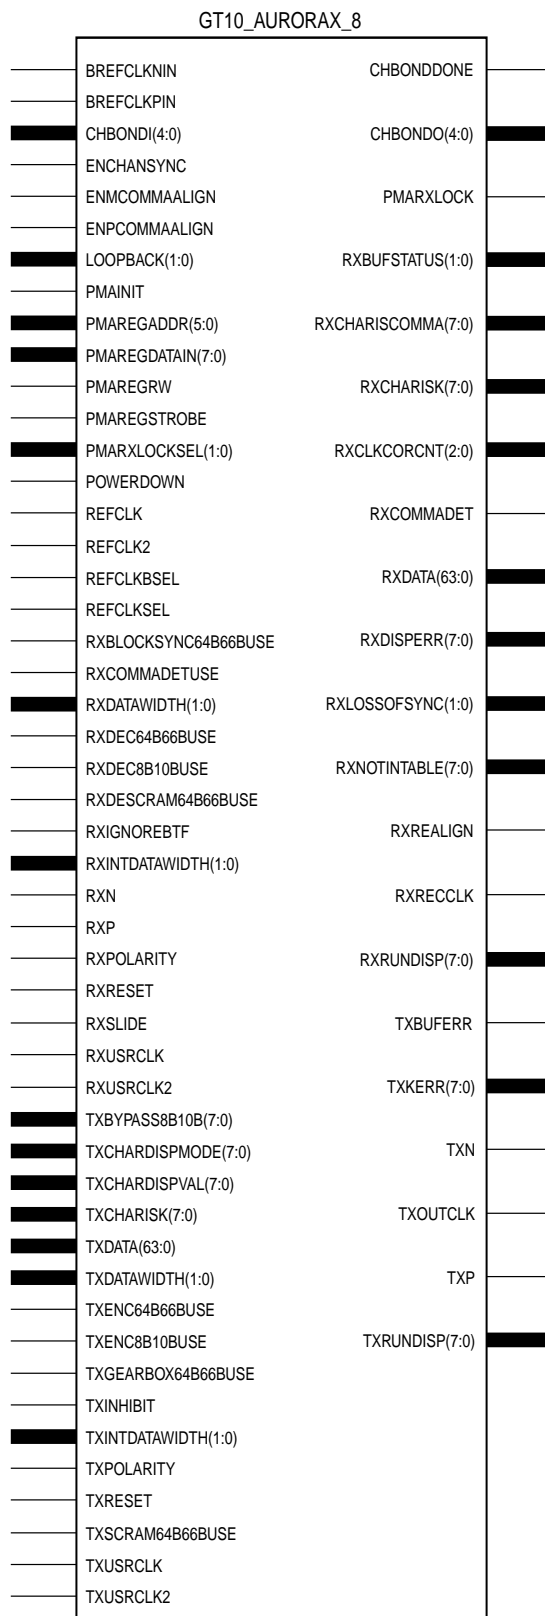 GT10_AURORAX_8
BREFCLKNIN
BREFCLKPIN
CHBONDI(4:0)
ENCHANSYNC
ENMCOMMAALIGN
ENPCOMMAALIGN
LOOPBACK(1:0)
PMAINIT
PMAREGADDR(5:0)
PMAREGDATAIN(7:0)
PMAREGRW
PMAREGSTROBE
PMARXLOCKSEL(1:0)
POWERDOWN
REFCLK
REFCLK2
REFCLKBSEL
REFCLKSEL
RXBLOCKSYNC64B66BUSE
RXCOMMADETUSE
RXDATAWIDTH(1:0)
RXDEC64B66BUSE
RXDEC8B10BUSE
RXDESCRAM64B66BUSE
RXIGNOREBTF
RXINTDATAWIDTH(1:0)
RXN
RXP
RXPOLARITY
RXRESET
RXSLIDE
RXUSRCLK
RXUSRCLK2
TXBYPASS8B10B(7:0)
TXCHARDISPMODE(7:0)
TXCHARDISPVAL(7:0)
TXCHARISK(7:0)
TXDATA(63:0)
TXDATAWIDTH(1:0)
TXENC64B66BUSE
TXENC8B10BUSE
TXGEARBOX64B66BUSE
TXINHIBIT
TXINTDATAWIDTH(1:0)
TXPOLARITY
TXRESET
TXSCRAM64B66BUSE
TXUSRCLK
TXUSRCLK2
CHBONDDONE
CHBONDO(4:0)
PMARXLOCK
RXBUFSTATUS(1:0)
RXCHARISCOMMA(7:0)
RXCHARISK(7:0)
RXCLKCORCNT(2:0)
RXCOMMADET
RXDATA(63:0)
RXDISPERR(7:0)
RXLOSSOFSYNC(1:0)
RXNOTINTABLE(7:0)
RXREALIGN
RXRECCLK
RXRUNDISP(7:0)
TXBUFERR
TXKERR(7:0)
TXN
TXOUTCLK
TXP
TXRUNDISP(7:0)